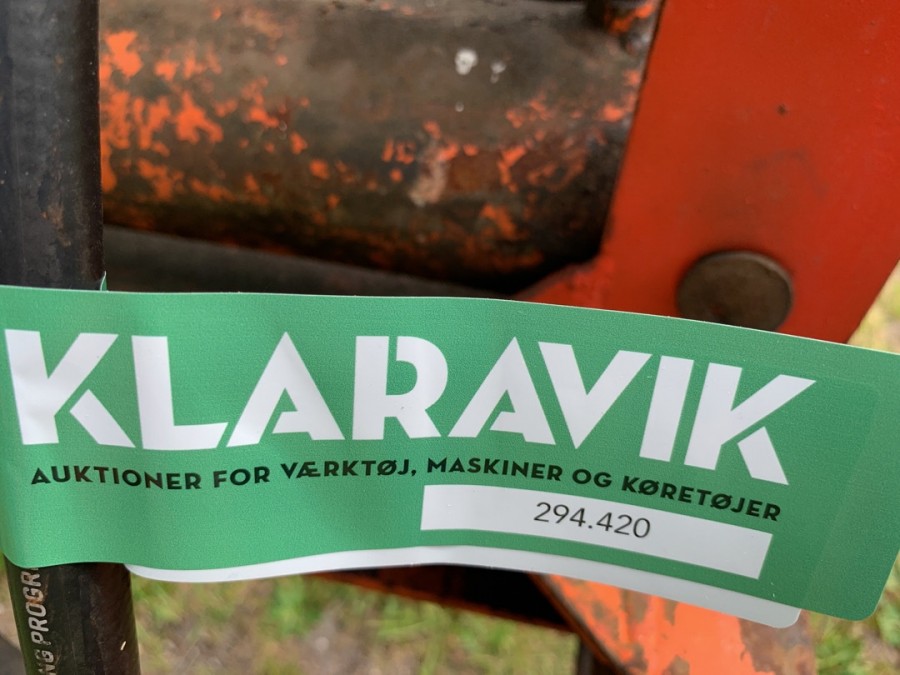 KLARAVIK
AUKTIONER FOR VÆRKTØJ, MASKINER OG KØRETØJER
294.420